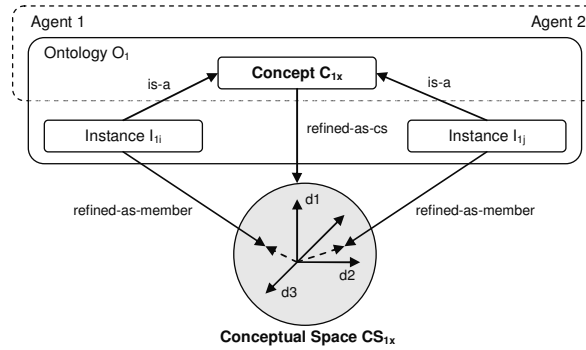 Agent 1
Agent 2
Ontology O1
is-a
Concept C1x
is-a
Instance I1i
refined-as-cs
Instance I1j
refined-as-member
refined-as-member
d1
d2
d3
Conceptual Space CS1x